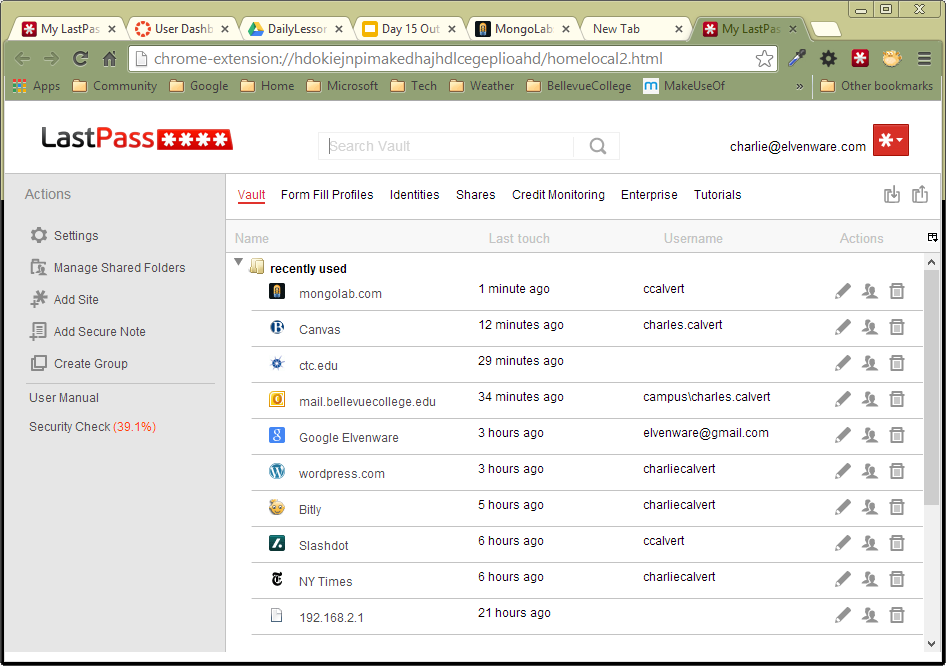 My LastPas
User Dashb
DailyLesson
Day 15 Out
MongoLab
New Tab
My LastPas
chrome-extension://hdokiejnpimakedhajhdlcegeplioahd/homelocal2.html
Apps Community Google Home Microsoft Tech Weather BellevueCollege MakeUseOf » Other bookmarks
LastPass ****
Search Vault
charlie@elvenware.com
Actions
Settings
Manage Shared Folders
Add Site
Add Secure Note
Create Group
User Manual
Security Check (39.1%)
Vault Form Fill Profiles Identities Shares Credit Monitoring Enterprise Tutorials
Name Last touch Username Actions
recently used
mongolab.com 1 minute ago ccalvert
Canvas 12 minutes ago charles.calvert
ctc.edu 29 minutes ago
mail.bellevuecollege.edu 34 minutes ago campus\charles.calvert
Google Elvenware 3 hours ago elvenware@gmail.com
wordpress.com 3 hours ago charliecalvert
Bitly 5 hours ago charliecalvert
Slashdot 6 hours ago ccalvert
NY Times 6 hours ago charliecalvert
192.168.2.1 21 hours ago